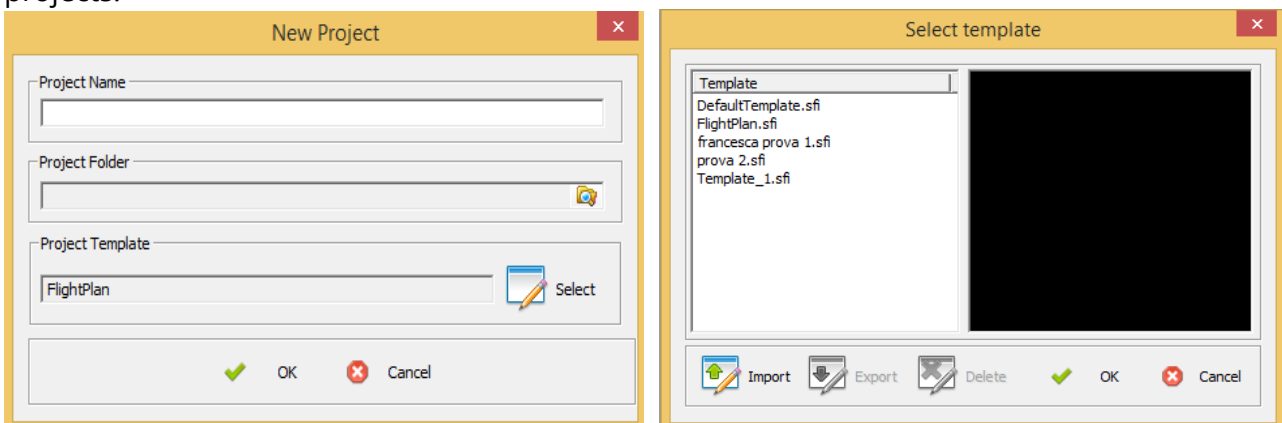 projects.
New Project
Project Name
Project Folder
Project Template
FlightPlan
Select
OK
Cancel
Select template
Template
DefaultTemplate.sfi
FlightPlan.sfi
francesca prova 1.sfi
prova 2.sfi
Template_1.sfi
Import
Export
Delete
OK
Cancel